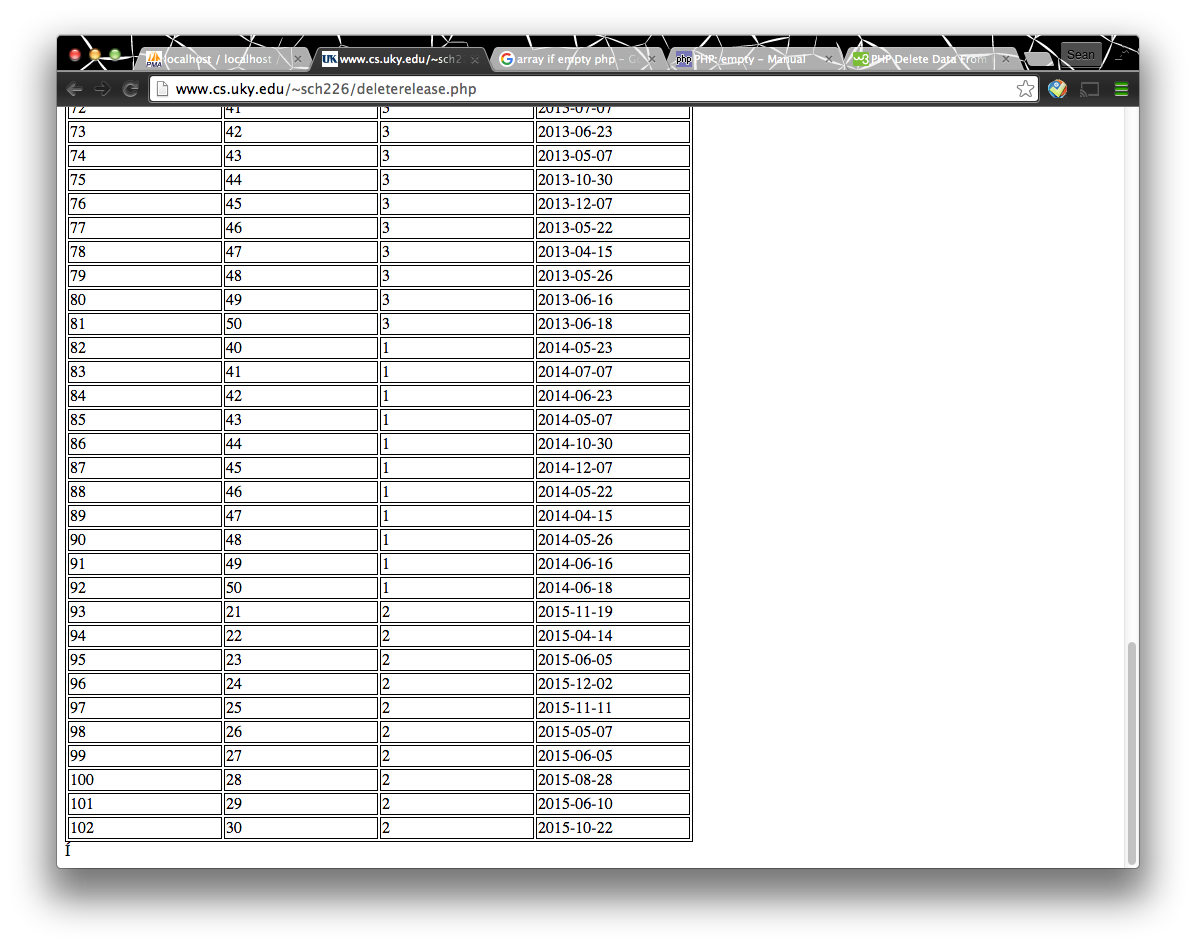 localhost / localhost /
www.cs.uky.edu/~sch2
array if empty php - Go
PHP: empty - Manual
PHP Delete Data From
Sean
www.cs.uky.edu/~sch226/deleterelease.php
72 41 3 2013-07-07
73 42 3 2013-06-23
74 43 3 2013-05-07
75 44 3 2013-10-30
76 45 3 2013-12-07
77 46 3 2013-05-22
78 47 3 2013-04-15
79 48 3 2013-05-26
80 49 3 2013-06-16
81 50 3 2013-06-18
82 40 1 2014-05-23
83 41 1 2014-07-07
84 42 1 2014-06-23
85 43 1 2014-05-07
86 44 1 2014-10-30
87 45 1 2014-12-07
88 46 1 2014-05-22
89 47 1 2014-04-15
90 48 1 2014-05-26
91 49 1 2014-06-16
92 50 1 2014-06-18
93 21 2 2015-11-19
94 22 2 2015-04-14
95 23 2 2015-06-05
96 24 2 2015-12-02
97 25 2 2015-11-11
98 26 2 2015-05-07
99 27 2 2015-06-05
100 28 2 2015-08-28
101 29 2 2015-06-10
102 30 2 2015-10-22
Í